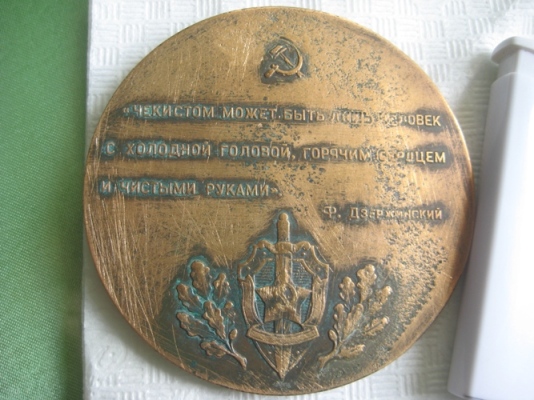 «ЧЕКИСТОМ МОЖЕТ БЫТЬ ЛИШЬ ЧЕЛОВЕК
С ХОЛОДНОЙ ГОЛОВОЙ, ГОРЯЧИМ СЕРДЦЕМ
И ЧИСТЫМИ РУКАМИ»
Ф. ДЗЕРЖИНСКИЙ